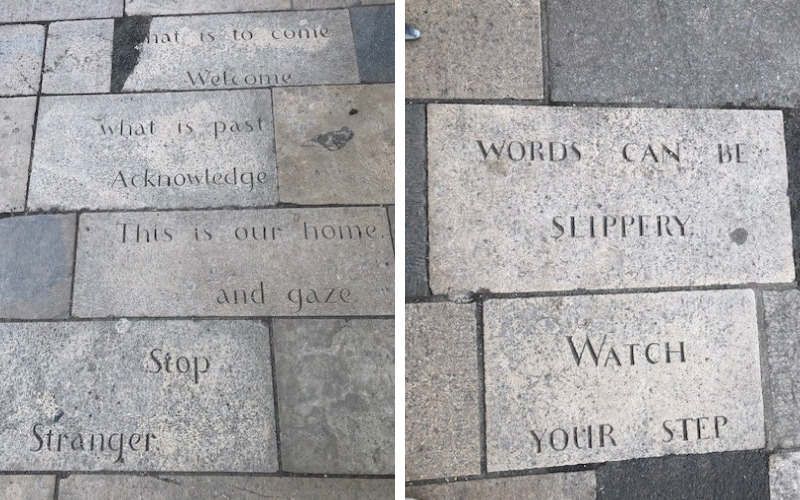 what is to come
Welcome
what is past
Acknowledge
This is our home.
and gaze.
Stop
Stranger.
WORDS CAN BE
SLIPPERY.
WATCH
YOUR STEP